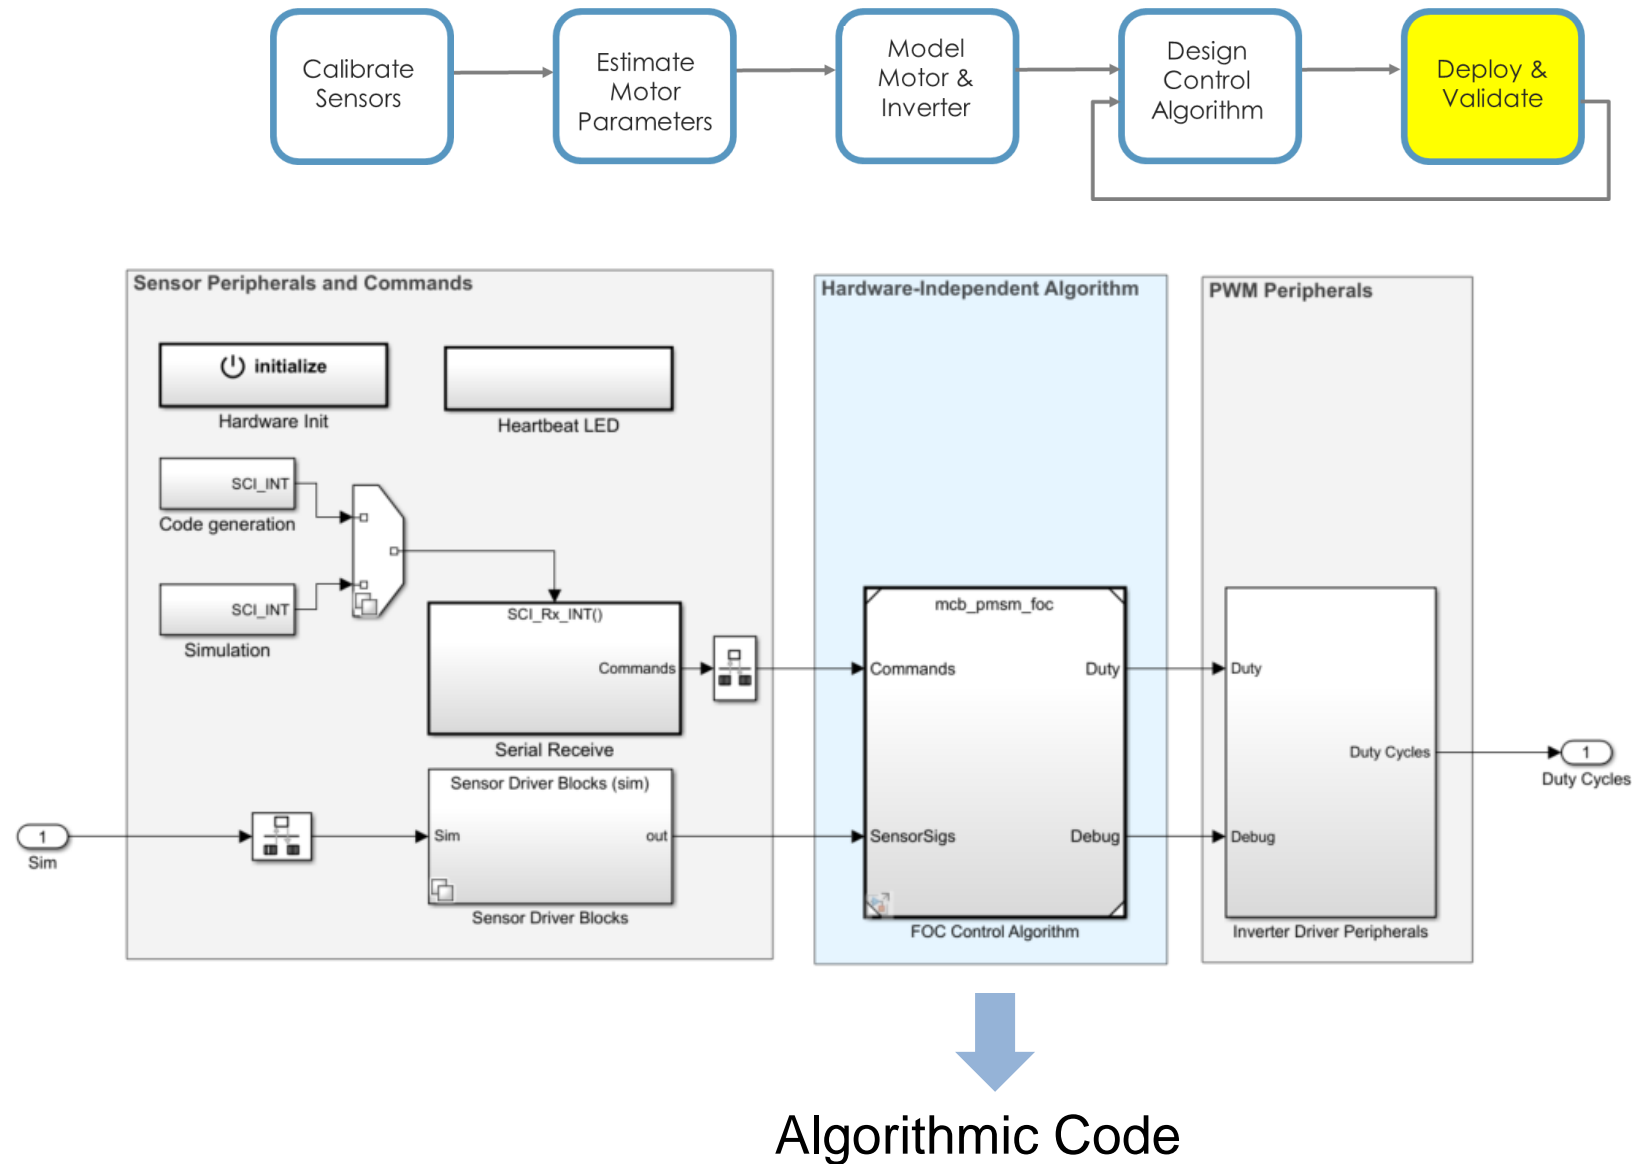 Calibrate
Sensors
Estimate
Motor
Parameters
Model
Motor &
Inverter
Design
Control
Algorithm
Deploy &
Validate
Sensor Peripherals and Commands
initialize
Hardware Init
Heartbeat LED
SCI_INT
Code generation
SCI_INT
Simulation
SCI_Rx_INT()
Commands
Serial Receive
1
Sim
Sensor Driver Blocks (sim)
Sim
out
Sensor Driver Blocks
Hardware-Independent Algorithm
mcb_pmsm_foc
Commands
Duty
SensorSigs
Debug
FOC Control Algorithm
PWM Peripherals
Duty
Duty Cycles
Debug
Inverter Driver Peripherals
1
Duty Cycles
Algorithmic Code